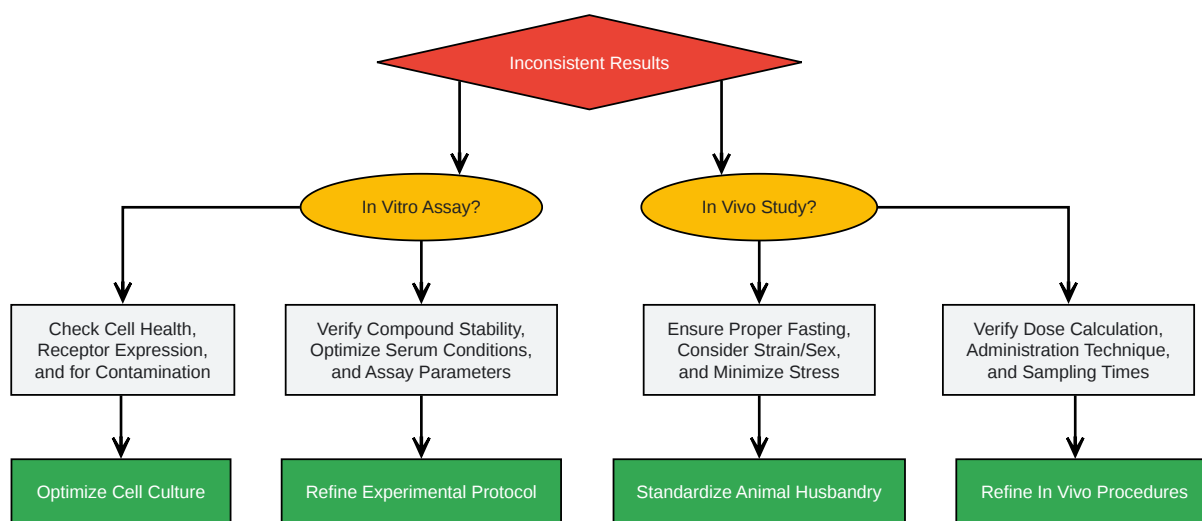 Inconsistent Results
In Vitro Assay?
In Vivo Study?
Check Cell Health,
Receptor Expression,
and for Contamination
Verify Compound Stability,
Optimize Serum Conditions,
and Assay Parameters
Ensure Proper Fasting,
Consider Strain/Sex,
and Minimize Stress
Verify Dose Calculation,
Administration Technique,
and Sampling Times
Optimize Cell Culture
Refine Experimental Protocol
Standardize Animal Husbandry
Refine In Vivo Procedures